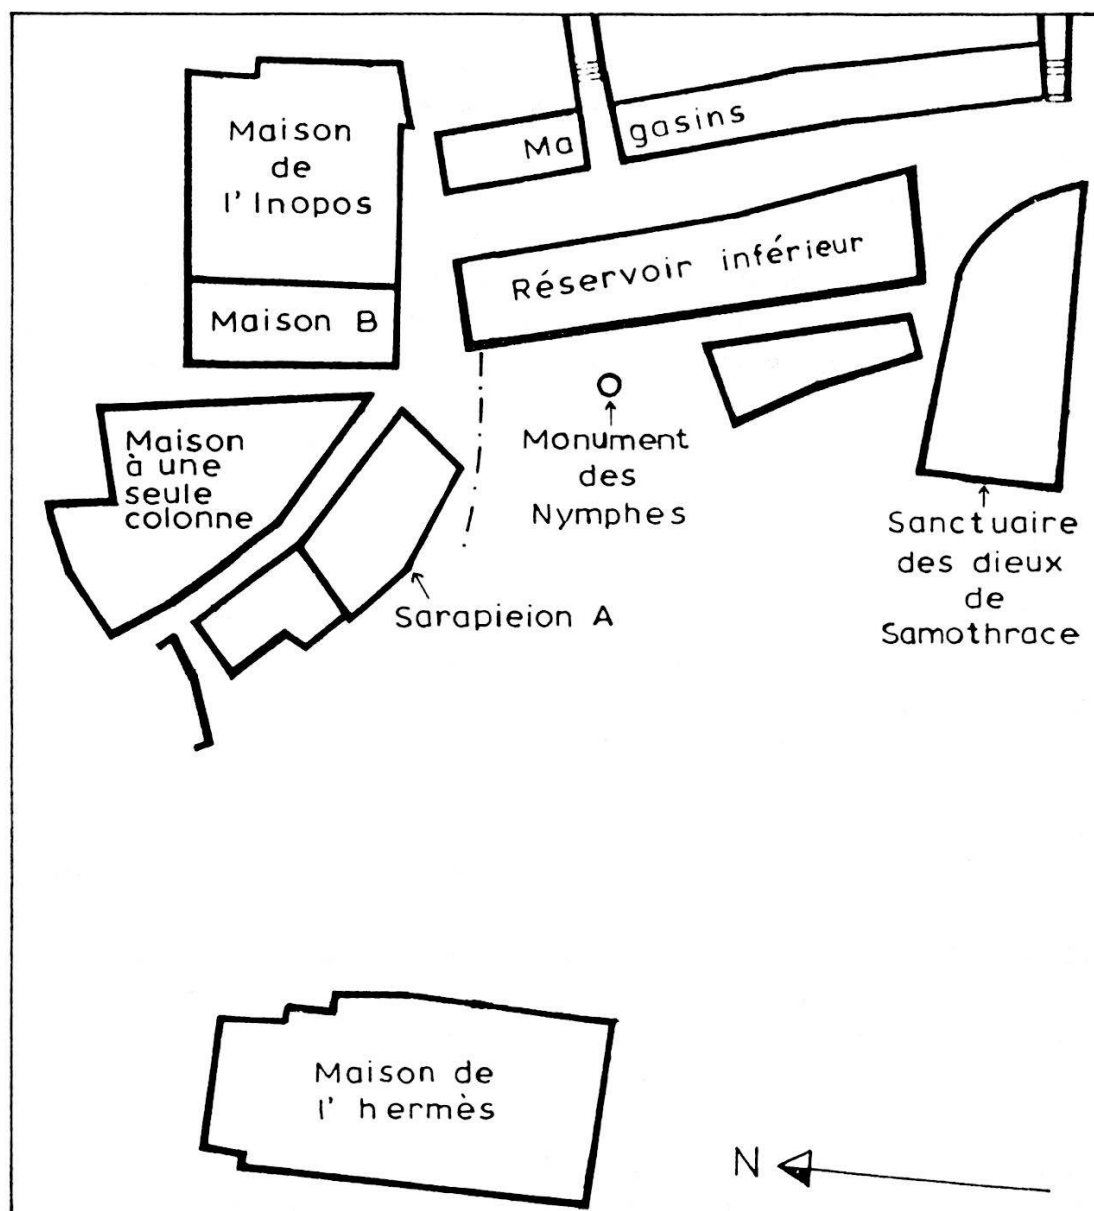 Maison
de
l'Inopos
Maison B
Ma gasins
Réservoir inférieur
Maison
à une
seule
colonne
Monument
des
Nymphes
Sarapieion A
Sanctuaire
des dieux
de
Samothrace
Maison de
l' hermès
N